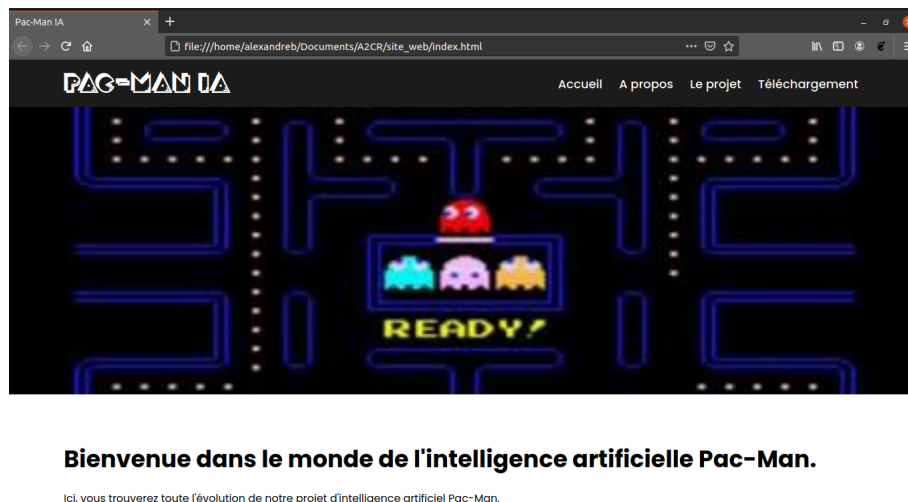 Pac-Man IA
file:///home/alexandreb/Documents/A2CR/site_web/index.html
PAC-MAN IA
Accueil A propos Le projet Téléchargement
READY!
Bienvenue dans le monde de l'intelligence artificielle Pac-Man.
Ici, vous trouverez toute l'évolution de notre projet d'intelligence artificiel Pac-Man.